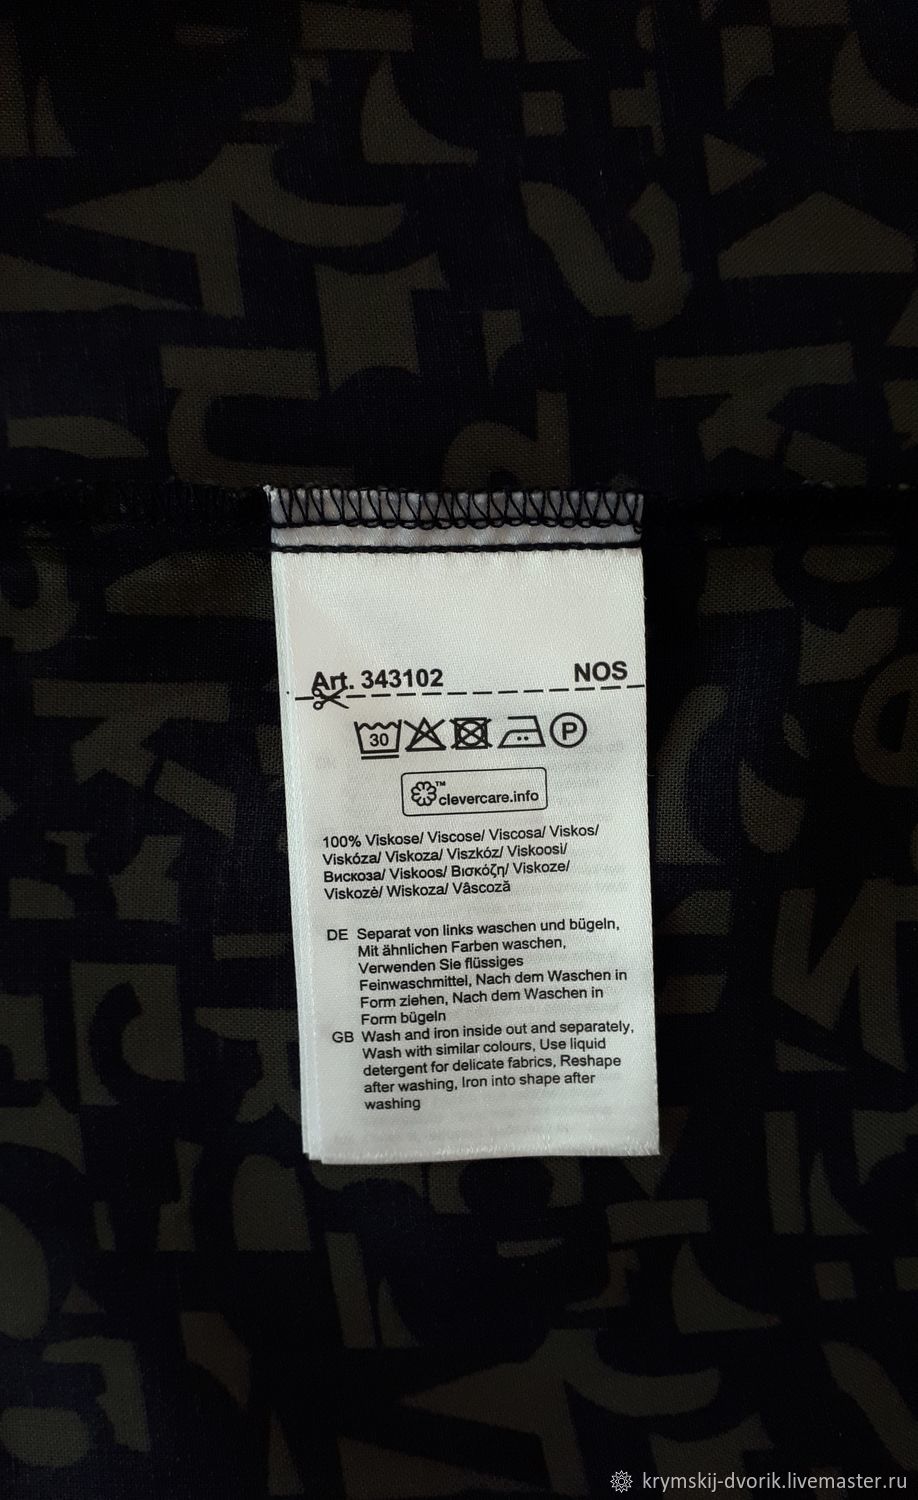 Art. 343102 NOS
30 P
™
clevercare.info
100% Viskose/ Viscose/ Viscosa/ Viskos/
Viskóza/ Viskoza/ Viszkóz/ Viskoosi/
Вискоза/ Viskoos/ Βισκόζη/ Viskoze/
Viskozė/ Wiskoza/ Vâscoză
DE Separat von links waschen und bügeln,
Mit ähnlichen Farben waschen,
Verwenden Sie flüssiges
Feinwaschmittel, Nach dem Waschen in
Form ziehen, Nach dem Waschen in
Form bügeln
GB Wash and iron inside out and separately,
Wash with similar colours, Use liquid
detergent for delicate fabrics, Reshape
after washing, Iron into shape after
washing
krymskij-dvorik.livemaster.ru